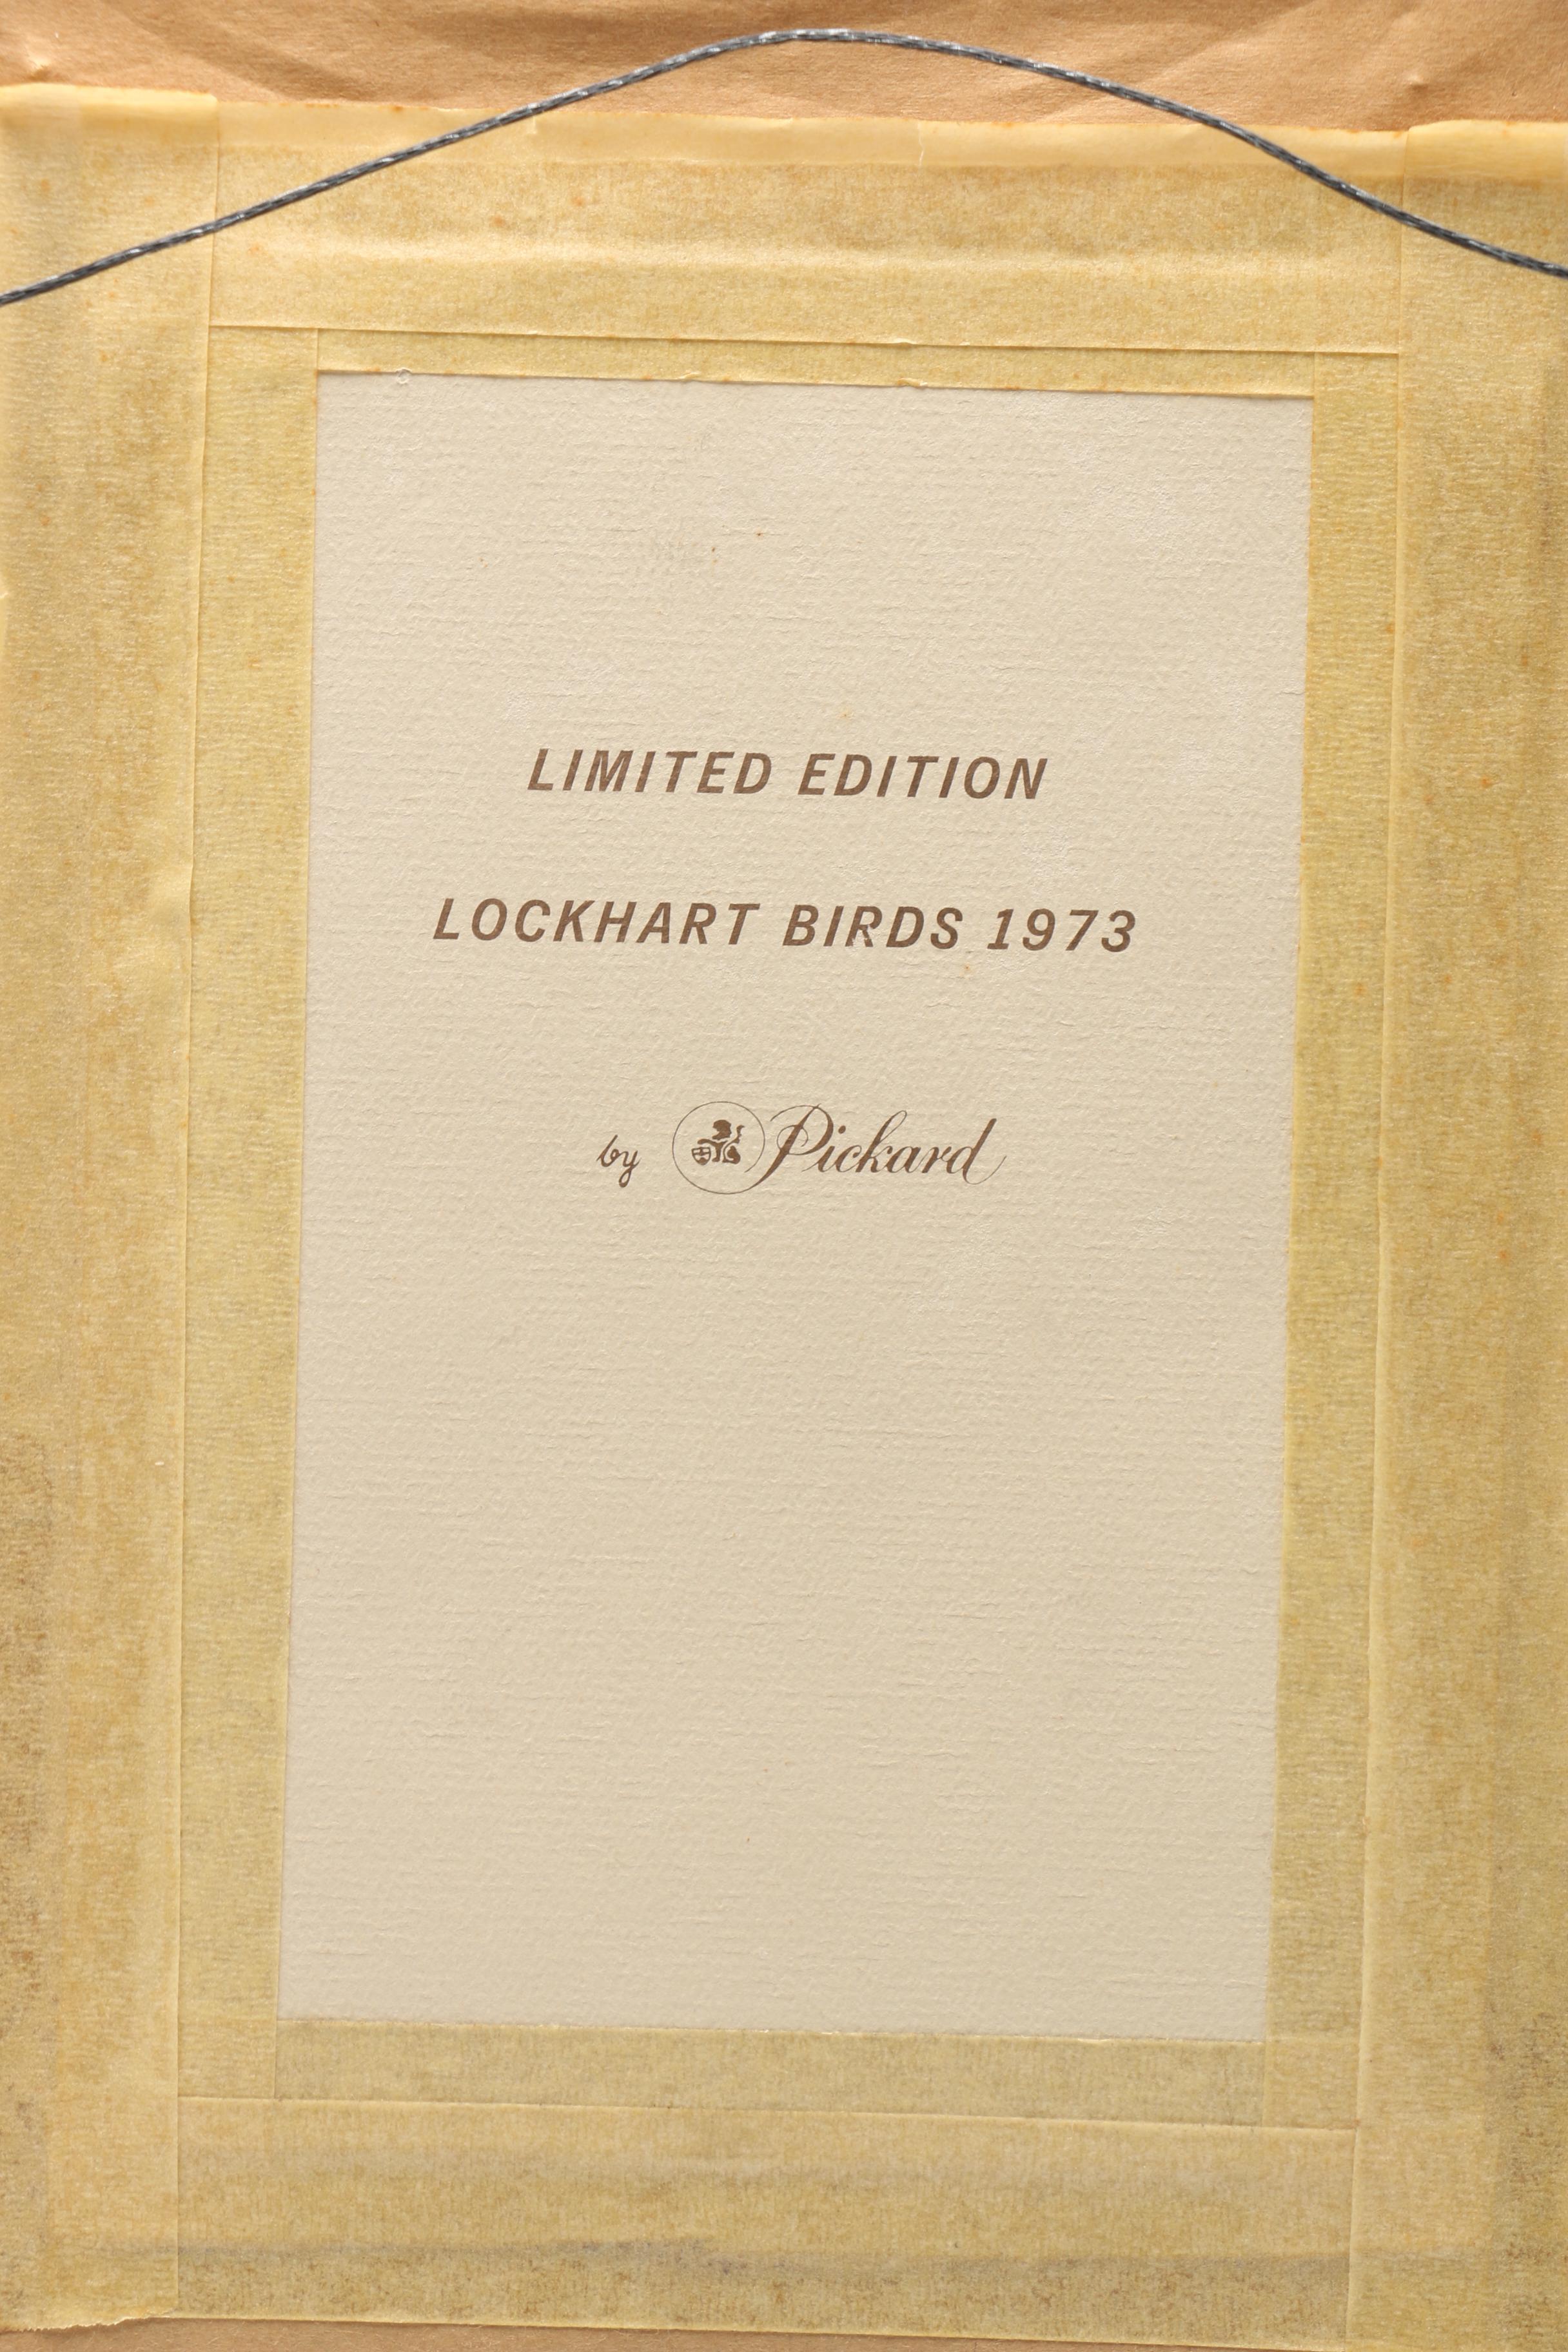 LIMITED EDITION
LOCKHART BIRDS 1973
by Pickard